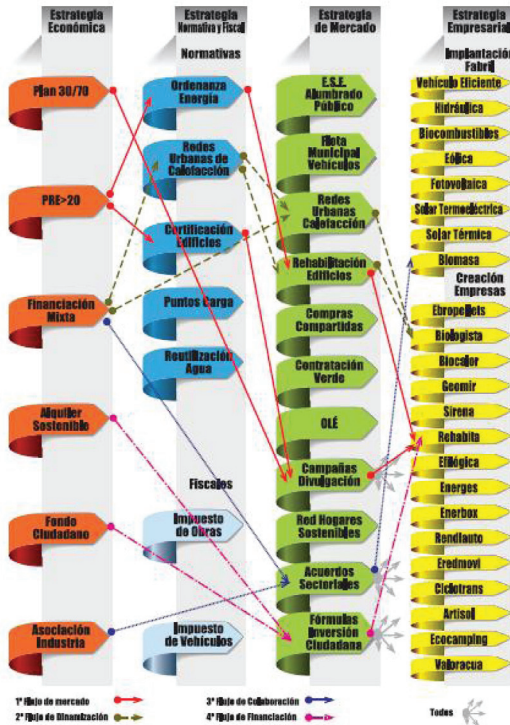 Estrategia
Económica
Plan 30/70
PRE>20
Financiación
Mixta
Alquiler
Sostenible
Fondo
Ciudadano
Asociación
Industria
Estrategia
Normativa y Fiscal
Normativas
Ordenanza
Energía
Redes
Urbanas de
Calefacción
Certificación
Edificios
Puntos Carga
Reutilización
Agua
Fiscales
Impuesto
de Obras
Impuesto
de Vehículos
Estrategia
de Mercado
E.S.E.
Alumbrado
Público
Flota
Municipal
Vehículos
Redes
Urbanas
Calefacción
Rehabilitación
Edificios
Compras
Compartidas
Contratación
Verde
OLÉ
Campañas
Divulgación
Red Hogares
Sostenibles
Acuerdos
Sectoriales
Fórmulas
Inversión
Ciudadana
Estrategia
Empresarial
Implantación
Fabril
Vehículo Eficiente
Hidráulica
Biocombustibles
Eólica
Fotovoltaica
Solar Termoeléctrica
Solar Térmica
Biomasa
Creación
Empresas
Ebropellets
Biologista
Biocalor
Geomir
Sirena
Rehabita
Efilógica
Energes
Enerbox
Rendiauto
Eredmovi
Ciclotrans
Artisol
Ecocamping
Valoracua
1º Flujo de mercado
2º Flujo de Dinamización
3º Flujo de Colaboración
4º Flujo de Financiación
Todos